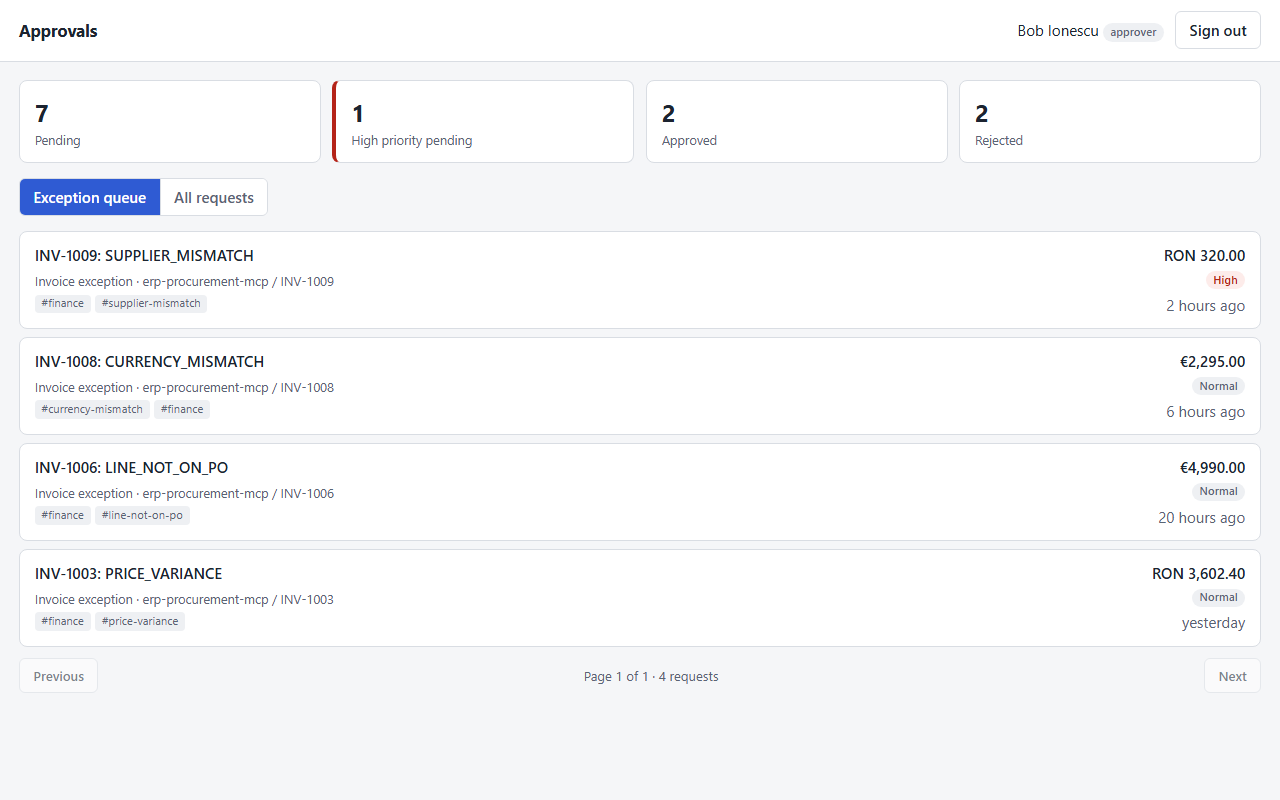 Approvals
Bob Ionescu approver Sign out
7
Pending
1
High priority pending
2
Approved
2
Rejected
Exception queue All requests
INV-1009: SUPPLIER_MISMATCH
RON 320.00
Invoice exception · erp-procurement-mcp / INV-1009
High
#finance #supplier-mismatch
2 hours ago
INV-1008: CURRENCY_MISMATCH
€2,295.00
Invoice exception · erp-procurement-mcp / INV-1008
Normal
#currency-mismatch #finance
6 hours ago
INV-1006: LINE_NOT_ON_PO
€4,990.00
Invoice exception · erp-procurement-mcp / INV-1006
Normal
#finance #line-not-on-po
20 hours ago
INV-1003: PRICE_VARIANCE
RON 3,602.40
Invoice exception · erp-procurement-mcp / INV-1003
Normal
#finance #price-variance
yesterday
Previous
Page 1 of 1 · 4 requests
Next